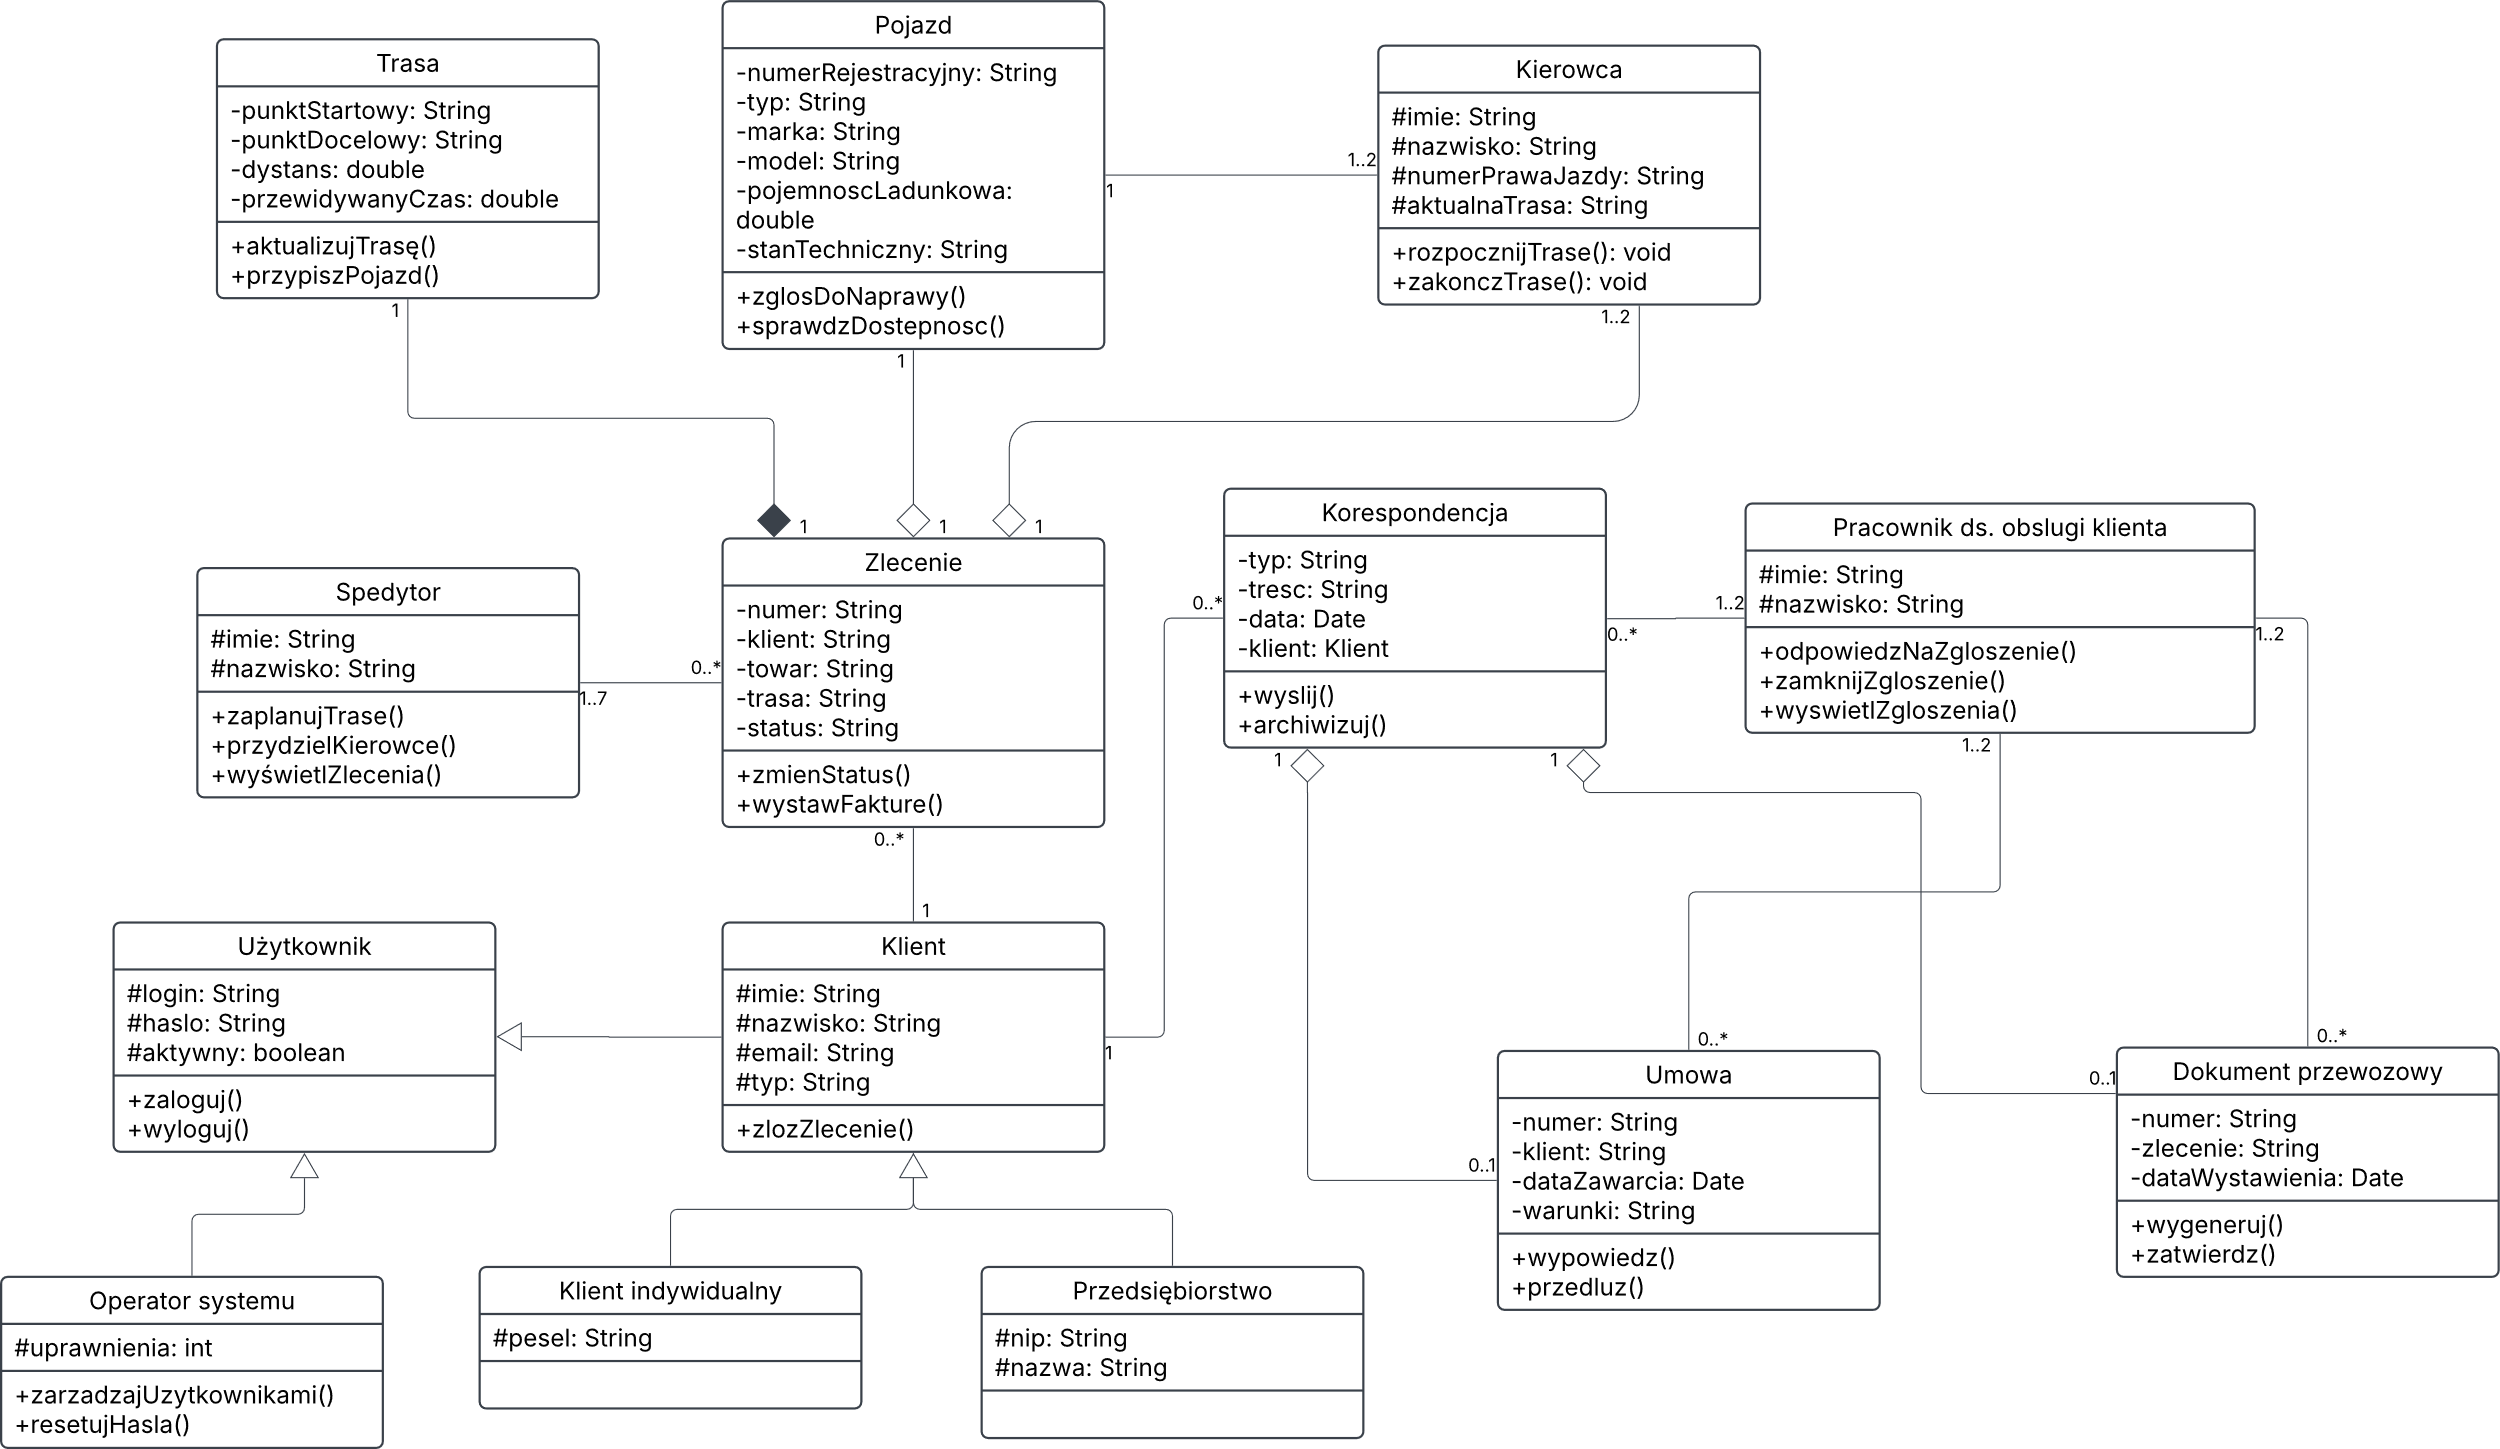 Trasa
-punktStartowy: String
-punktDocelowy: String
-dystans: double
-przewidywanyCzas: double
+aktualizujTrasę()
+przypiszPojazd()
1
Pojazd
-numerRejestracyjny: String
-typ: String
-marka: String
-model: String
-pojemnoscLadunkowa:
double
-stanTechniczny: String
+zglosDoNaprawy()
+sprawdzDostepnosc()
1
1
1..2
Kierowca
#imie: String
#nazwisko: String
#numerPrawaJazdy: String
#aktualnaTrasa: String
+rozpocznijTrase(): void
+zakonczTrase(): void
1..2
1
1
1
Spedytor
#imie: String
#nazwisko: String
+zaplanujTrase()
+przydzielKierowce()
+wyświetlZlecenia()
1..7
0..*
Zlecenie
-numer: String
-klient: String
-towar: String
-trasa: String
-status: String
+zmienStatus()
+wystawFakture()
0..*
1
0..*
Korespondencja
-typ: String
-tresc: String
-data: Date
-klient: Klient
+wyslij()
+archiwizuj()
0..*
1..2
1
1
Pracownik ds. obslugi klienta
#imie: String
#nazwisko: String
+odpowiedzNaZgloszenie()
+zamknijZgloszenie()
+wyswietlZgloszenia()
1..2
1..2
Użytkownik
#login: String
#haslo: String
#aktywny: boolean
+zaloguj()
+wyloguj()
Klient
#imie: String
#nazwisko: String
#email: String
#typ: String
+zlozZlecenie()
1
0..*
0..1
Umowa
-numer: String
-klient: String
-dataZawarcia: Date
-warunki: String
+wypowiedz()
+przedluz()
0..*
0..1
Dokument przewozowy
-numer: String
-zlecenie: String
-dataWystawienia: Date
+wygeneruj()
+zatwierdz()
Operator systemu
#uprawnienia: int
+zarzadzajUzytkownikami()
+resetujHasla()
Klient indywidualny
#pesel: String
Przedsiębiorstwo
#nip: String
#nazwa: String